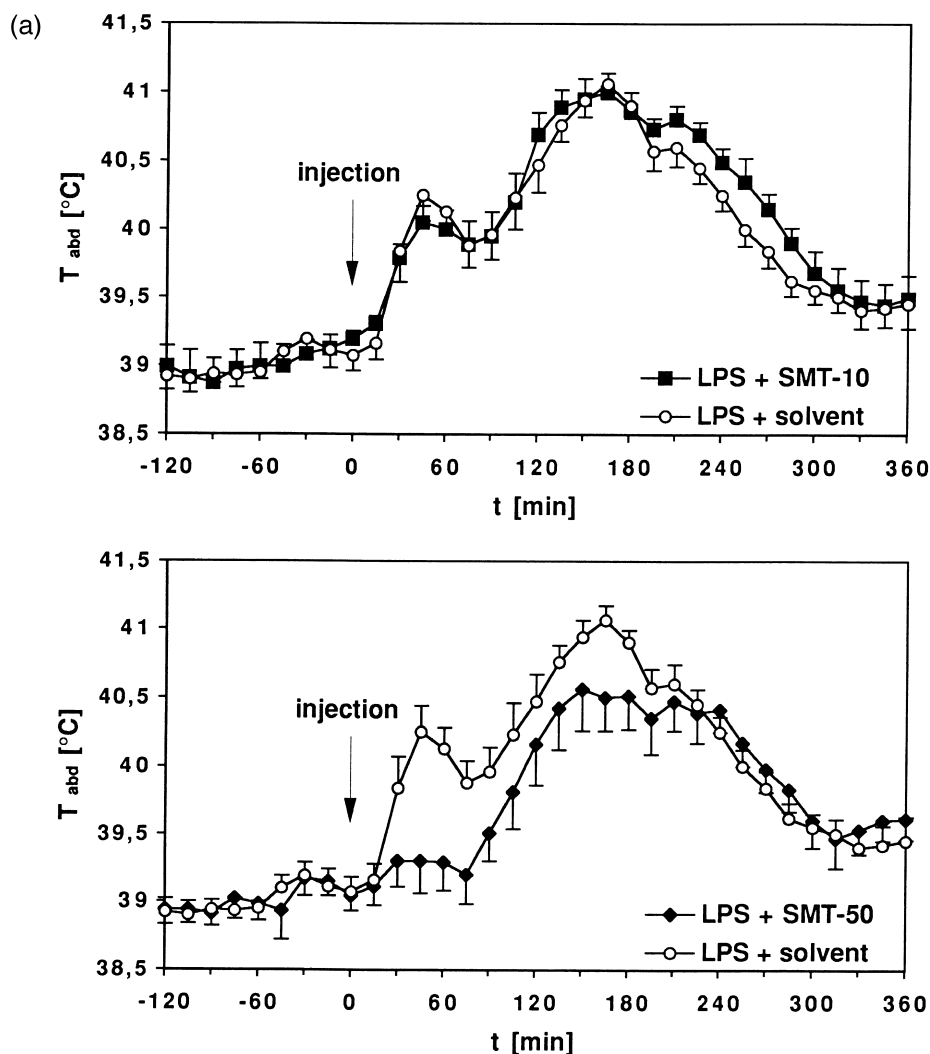 (a)
41,5
41
40,5
40
39,5
39
38,5
T abd [°C]
injection
LPS + SMT-10
LPS + solvent
-120 -60 0 60 120 180 240 300 360
t [min]
41,5
41
40,5
40
39,5
39
38,5
T abd [°C]
injection
LPS + SMT-50
LPS + solvent
-120 -60 0 60 120 180 240 300 360
t [min]